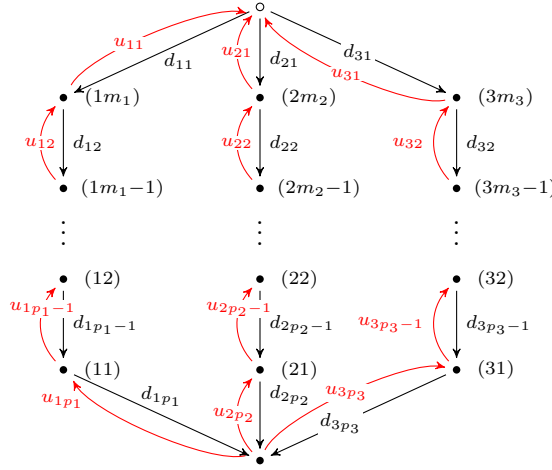 u₁₁ d₁₁ u₂₁ d₂₁ u₃₁ d₃₁
(1m₁) (2m₂) (3m₃)
u₁₂ d₁₂ u₂₂ d₂₂ u₃₂ d₃₂
(1m₁−1) (2m₂−1) (3m₃−1)
⋮ ⋮ ⋮
(12) (22) (32)
u₁ₚ₁₋₁ d₁ₚ₁₋₁ u₂ₚ₂₋₁ d₂ₚ₂₋₁ u₃ₚ₃₋₁ d₃ₚ₃₋₁
(11) (21) (31)
u₁ₚ₁ d₁ₚ₁ u₂ₚ₂ d₂ₚ₂ u₃ₚ₃ d₃ₚ₃